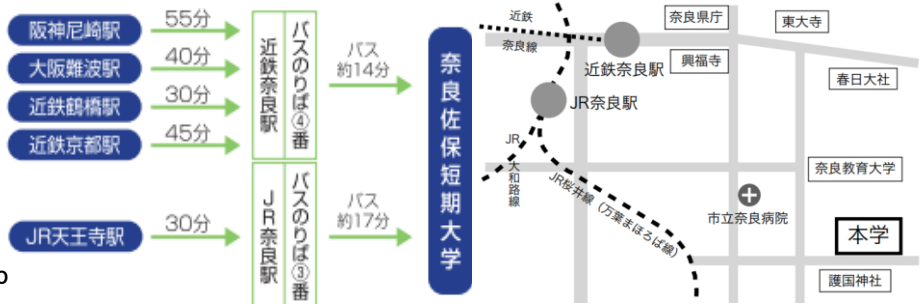 阪神尼崎駅
55分
大阪難波駅
40分
近鉄鶴橋駅
30分
近鉄京都駅
45分
近鉄奈良駅
バスのりば④番
バス
約14分
JR天王寺駅
30分
JR奈良駅
バスのりば③番
バス
約17分
奈良佐保短期大学
近鉄
奈良線
奈良県庁
東大寺
近鉄奈良駅
興福寺
春日大社
JR奈良駅
JR
大和路線
JR桜井線(万葉まほろば線)
奈良教育大学
市立奈良病院
本学
護国神社